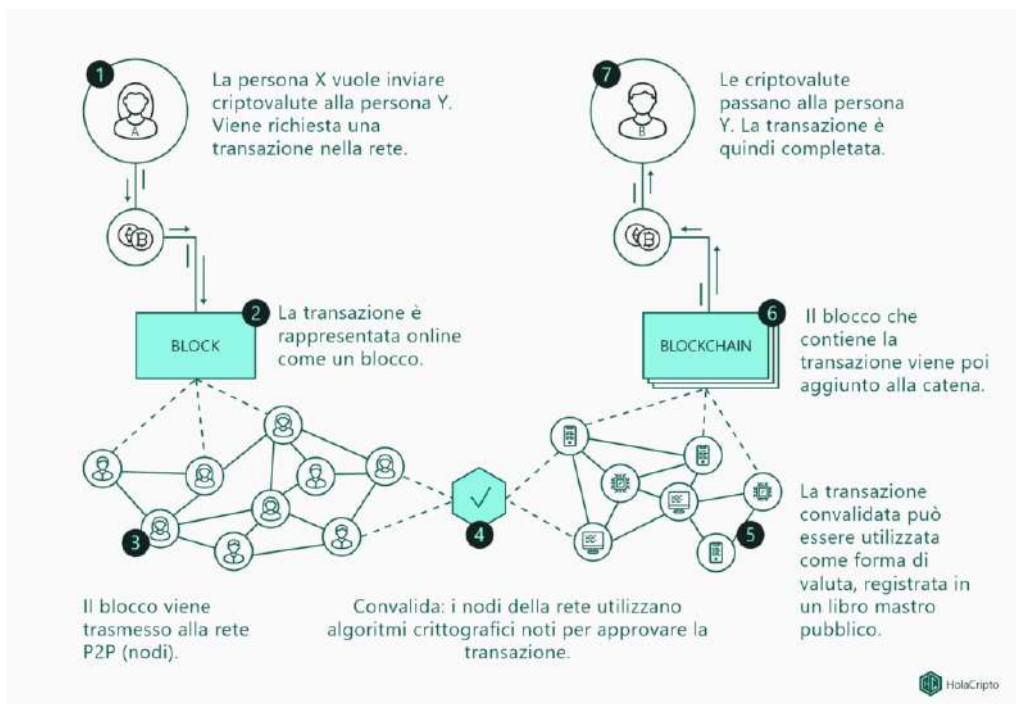 1
La persona X vuole inviare
criptovalute alla persona Y.
Viene richiesta una
transazione nella rete.
A
2
La transazione è
rappresentata online
come un blocco.
BLOCK
3
Il blocco viene
trasmesso alla rete
P2P (nodi).
4
Convalida: i nodi della rete utilizzano
algoritmi crittografici noti per approvare la
transazione.
5
La transazione
convalidata può
essere utilizzata
come forma di
valuta, registrata in
un libro mastro
pubblico.
6
Il blocco che
contiene la
transazione viene poi
aggiunto alla catena.
BLOCKCHAIN
7
Le criptovalute
passano alla persona
Y. La transazione è
quindi completata.
B
HolaCripto